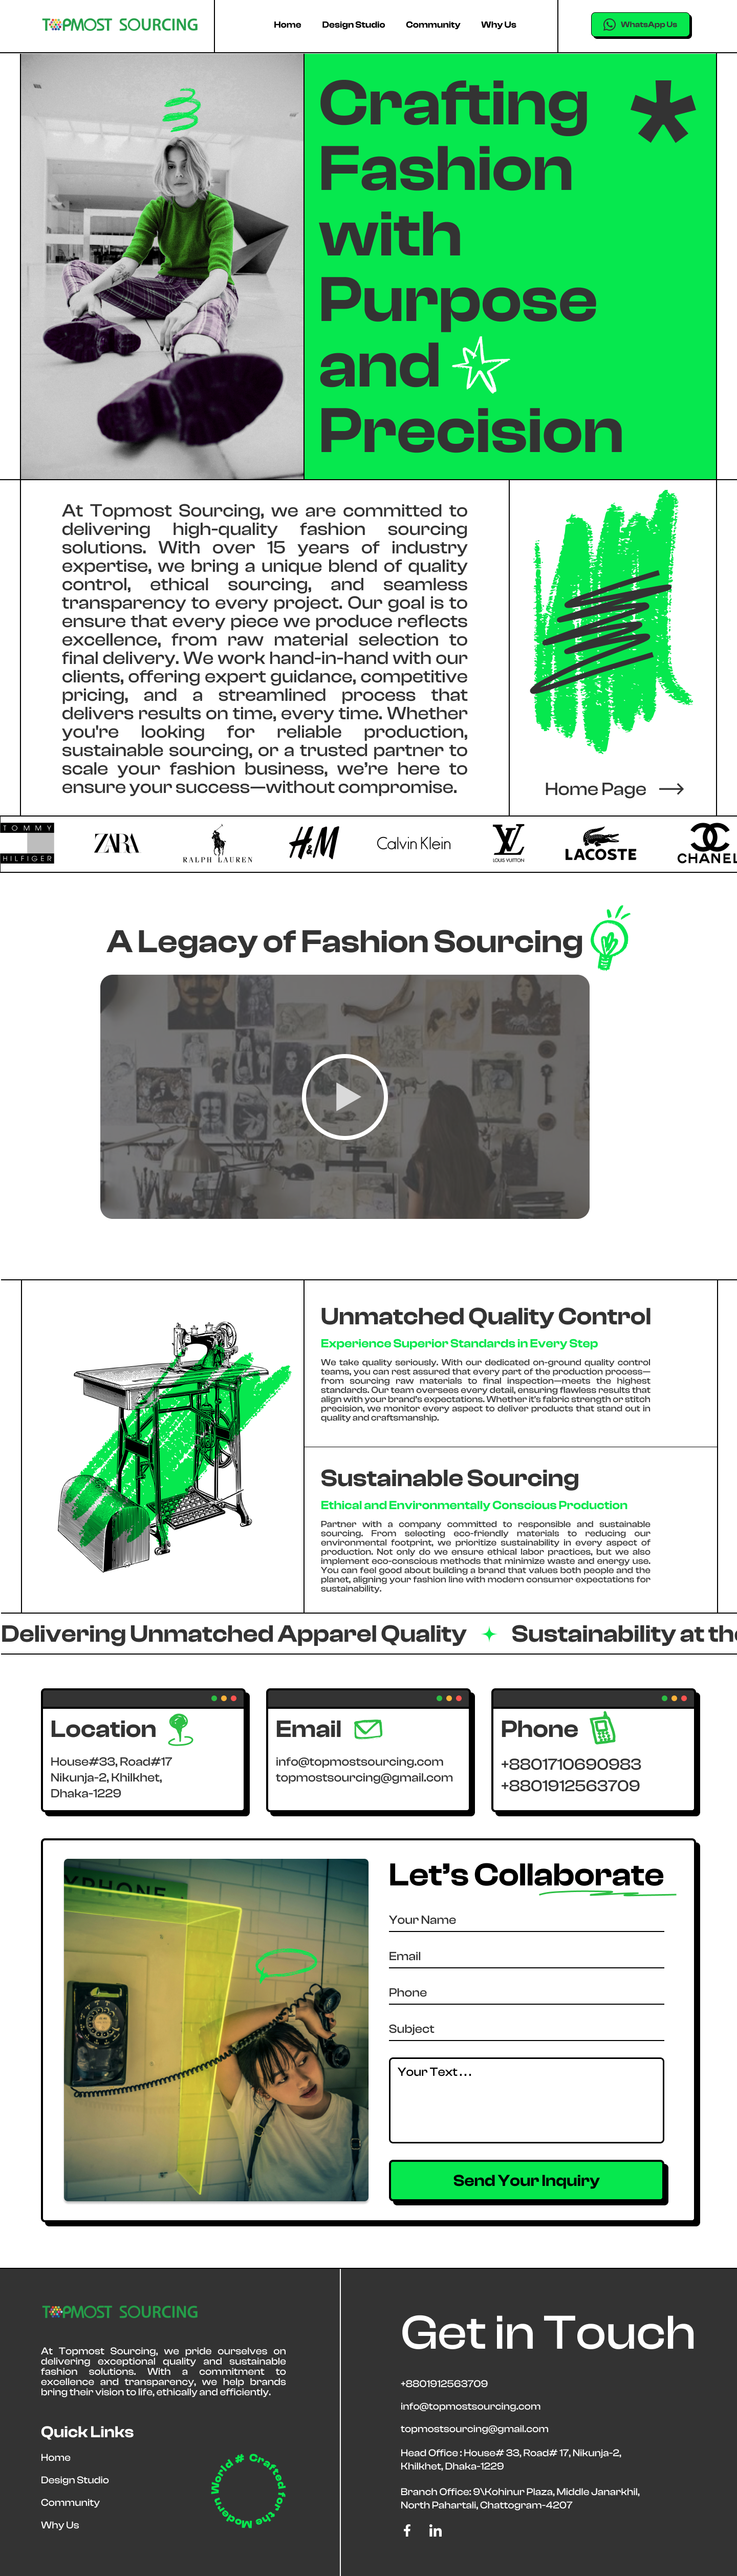 TOPMOST SOURCING
Home
Design Studio
Community
Why Us
WhatsApp Us
Crafting
Fashion
with
Purpose
and
Precision
At Topmost Sourcing, we are committed to
delivering high-quality fashion sourcing
solutions. With over 15 years of industry
expertise, we bring a unique blend of quality
control, ethical sourcing, and seamless
transparency to every project. Our goal is to
ensure that every piece we produce reflects
excellence, from raw material selection to
final delivery. We work hand-in-hand with our
clients, offering expert guidance, competitive
pricing, and a streamlined process that
delivers results on time, every time. Whether
you're looking for reliable production,
sustainable sourcing, or a trusted partner to
scale your fashion business, we're here to
ensure your success—without compromise.
Home Page
TOMMY
HILFIGER
ZARA
RALPH LAUREN
H&M
Calvin Klein
LV
LOUIS VUITTON
LACOSTE
CHANEL
A Legacy of Fashion Sourcing
Unmatched Quality Control
Experience Superior Standards in Every Step
We take quality seriously. With our dedicated on-ground quality control
teams, you can rest assured that every part of the production process—
from sourcing raw materials to final inspection—meets the highest
standards. Our team oversees every detail, ensuring flawless results that
align with your brand's expectations. Whether it's fabric strength or stitch
precision, we monitor every aspect to deliver products that stand out in
quality and craftsmanship.
Sustainable Sourcing
Ethical and Environmentally Conscious Production
Partner with a company committed to responsible and sustainable
sourcing. From selecting eco-friendly materials to reducing our
environmental footprint, we prioritize sustainability in every aspect of
production. Not only do we ensure ethical labor practices, but we also
implement eco-conscious methods that minimize waste and energy use.
You can feel good about building a brand that values both people and the
planet, aligning your fashion line with modern consumer expectations for
sustainability.
Delivering Unmatched Apparel Quality
Sustainability at the
Location
House#33, Road#17
Nikunja-2, Khilkhet,
Dhaka-1229
Email
info@topmostsourcing.com
topmostsourcing@gmail.com
Phone
+8801710690983
+8801912563709
YPHONE
Let's Collaborate
Your Name
Email
Phone
Subject
Your Text...
Send Your Inquiry
TOPMOST SOURCING
At Topmost Sourcing, we pride ourselves on
delivering exceptional quality and sustainable
fashion solutions. With a commitment to
excellence and transparency, we help brands
bring their vision to life, ethically and efficiently.
Quick Links
Home
Design Studio
Community
Why Us
Crafted for the Modern World #
Get in Touch
+8801912563709
info@topmostsourcing.com
topmostsourcing@gmail.com
Head Office : House# 33, Road# 17, Nikunja-2,
Khilkhet, Dhaka-1229
Branch Office: 9\Kohinur Plaza, Middle Janarkhil,
North Pahartali, Chattogram-4207
f
in